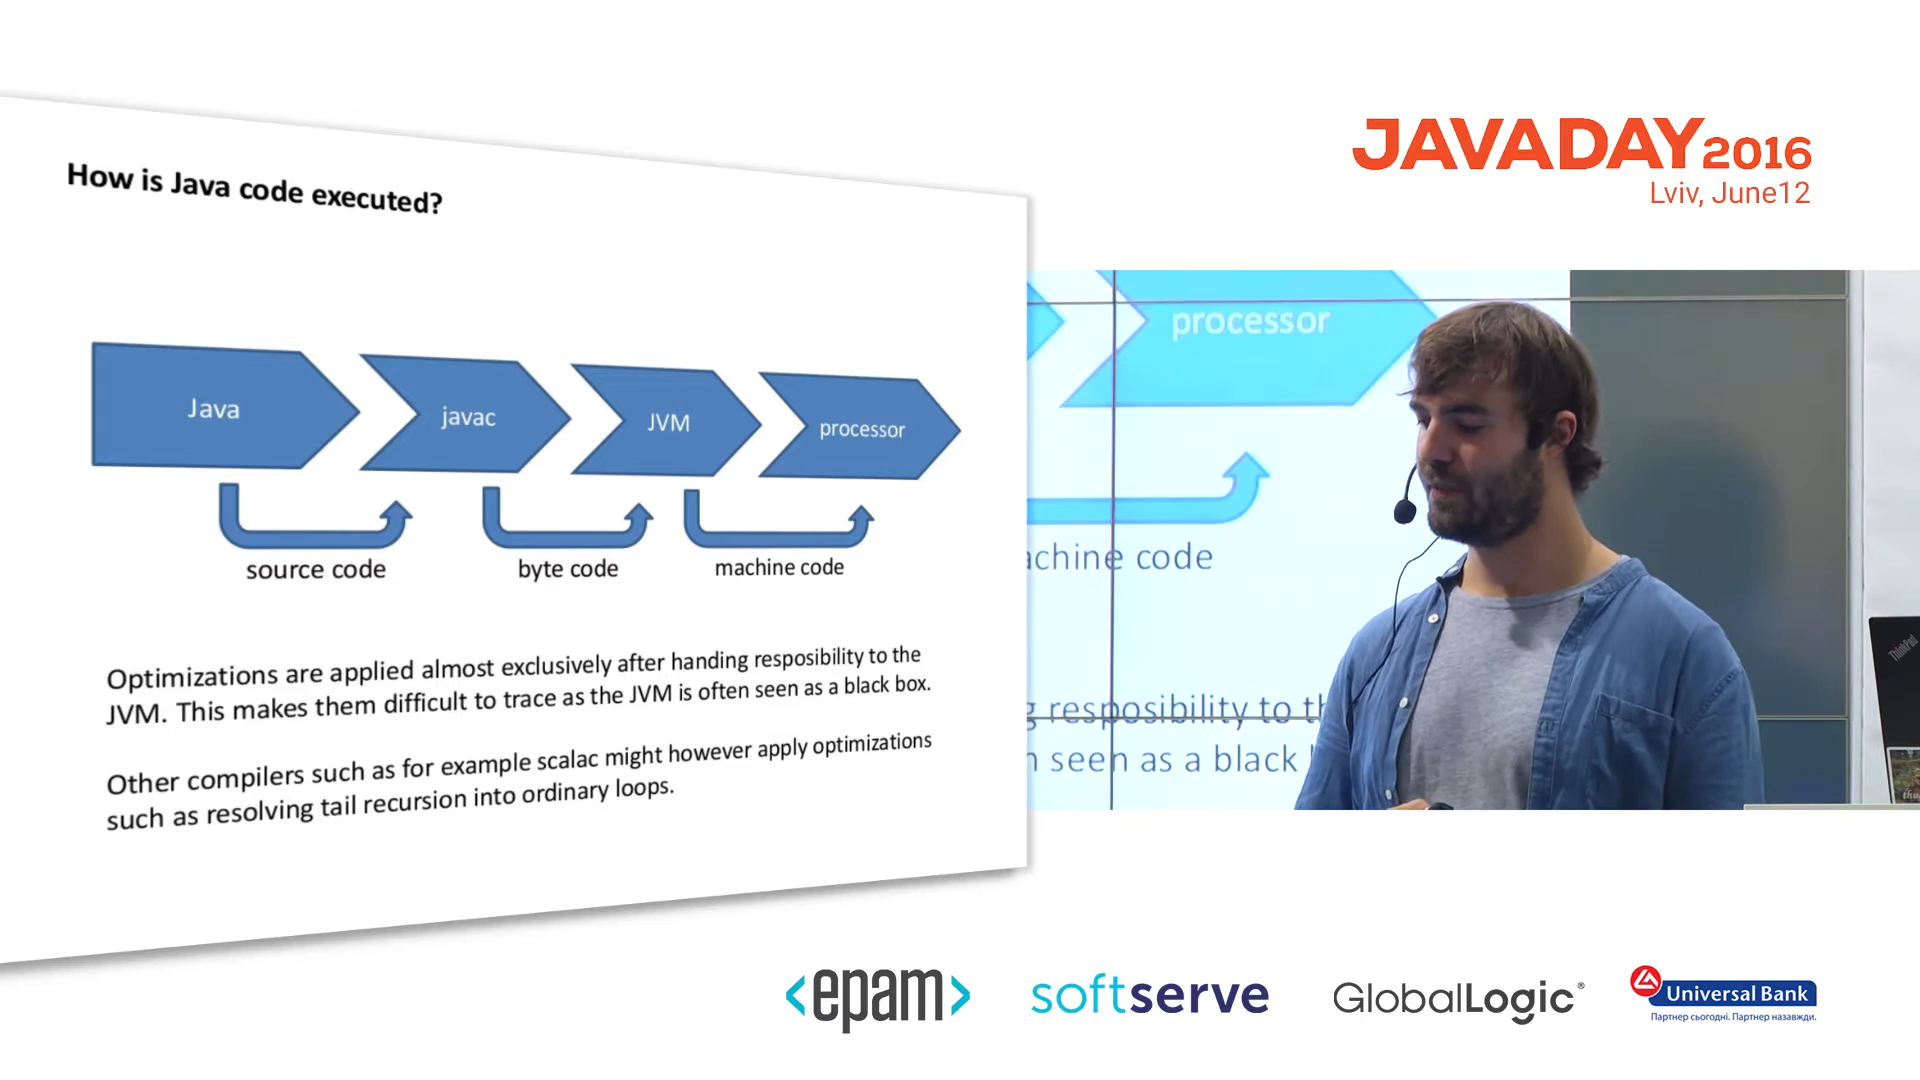 How is Java code executed?
Java
javac
JVM
processor
source code
byte code
machine code
Optimizations are applied almost exclusively after handing resposibility to the
JVM. This makes them difficult to trace as the JVM is often seen as a black box.
Other compilers such as for example scalac might however apply optimizations
such as resolving tail recursion into ordinary loops.
JAVADAY 2016
Lviv, June12
processor
achine code
g resposibility to th
n seen as a black
ThinkPad
<epam>
softserve
GlobalLogic®
Universal Bank
Партнер сьогодні. Партнер назавжди.